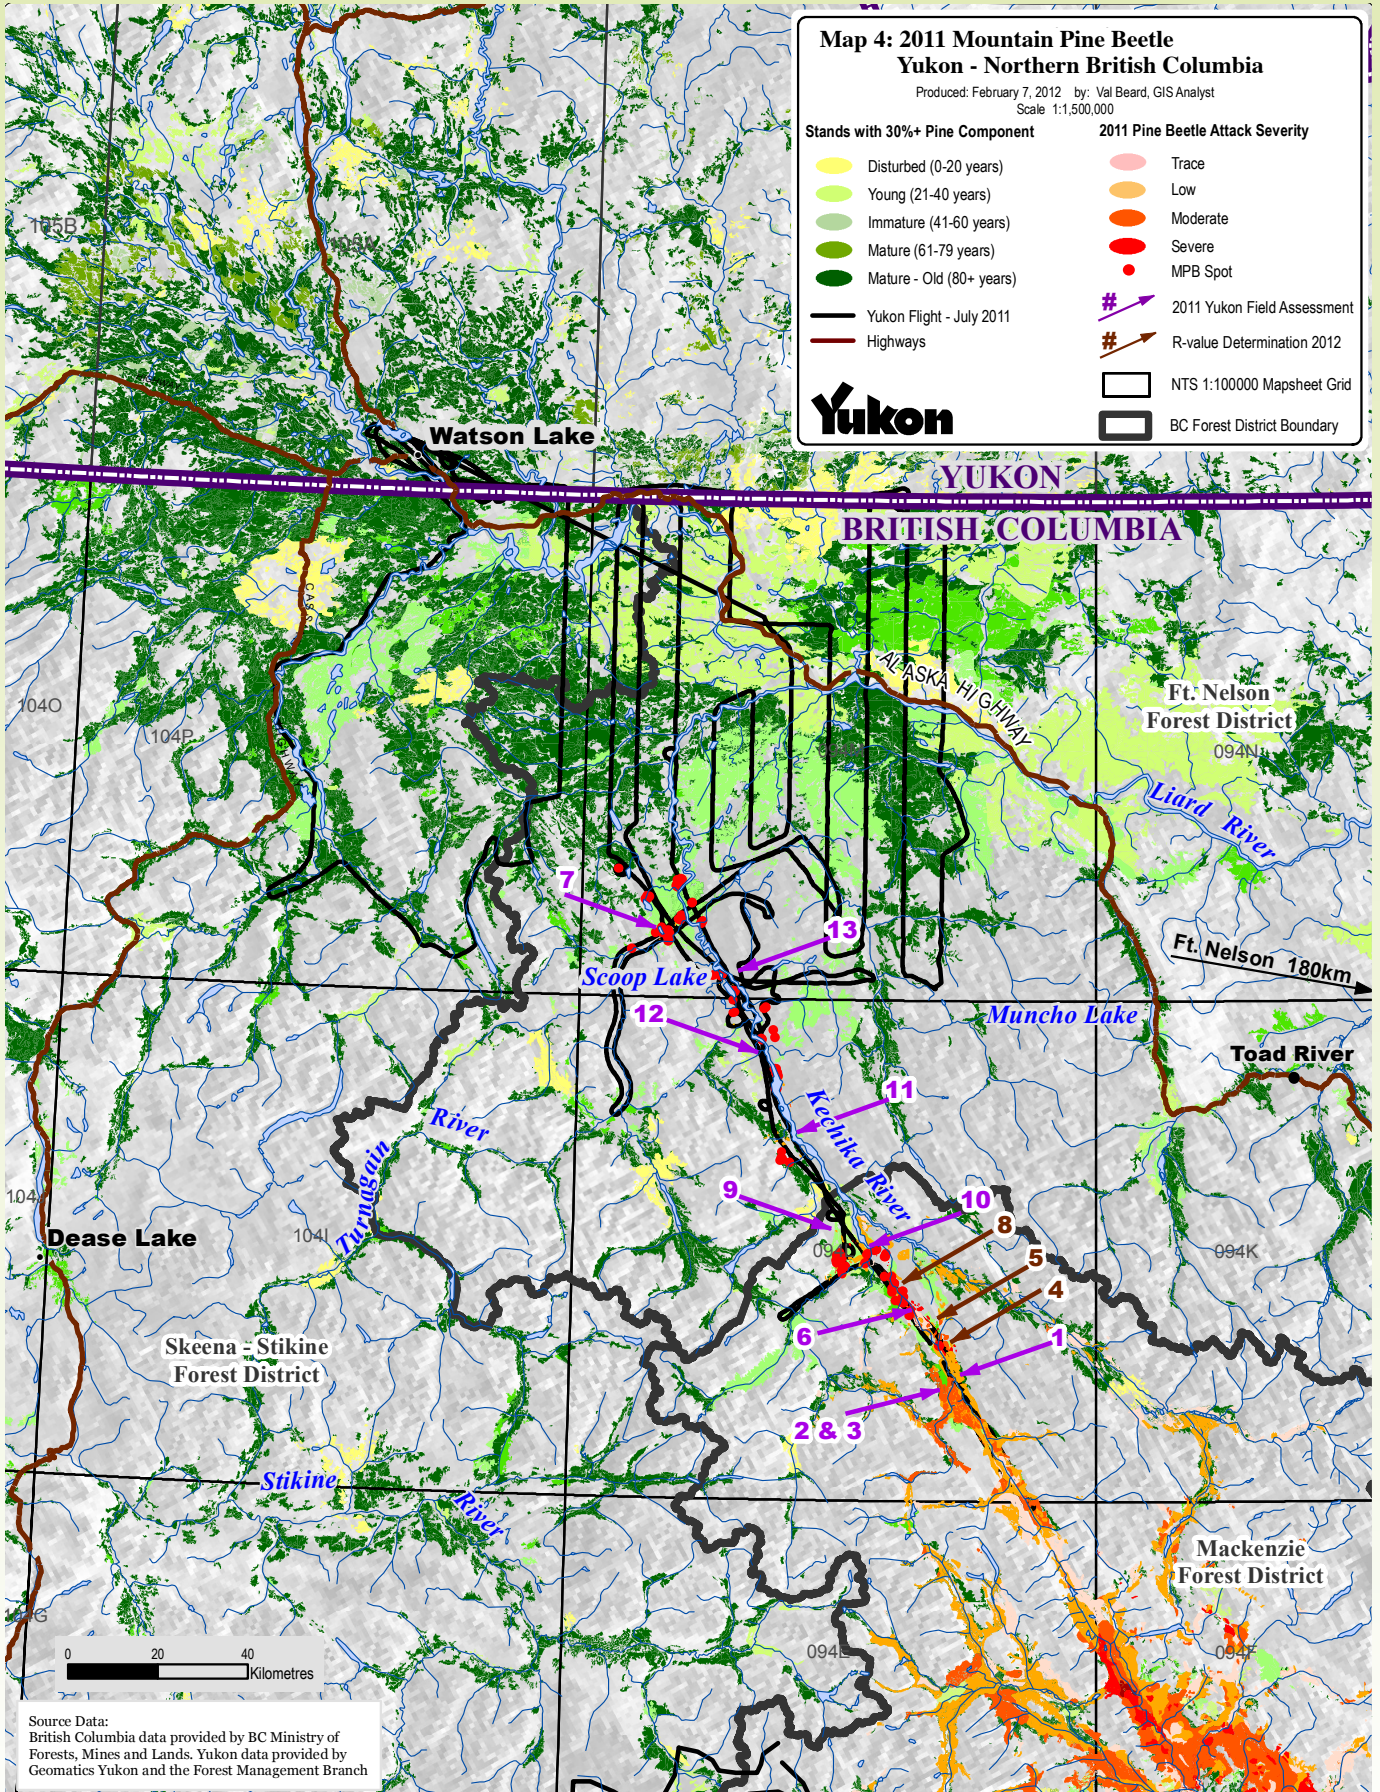 Map 4: 2011 Mountain Pine Beetle
Yukon - Northern British Columbia
Produced: February 7, 2012 by: Val Beard, GIS Analyst
Scale 1:1,500,000
Stands with 30%+ Pine Component
Disturbed (0-20 years)
Young (21-40 years)
Immature (41-60 years)
Mature (61-79 years)
Mature - Old (80+ years)
Yukon Flight - July 2011
Highways
Yukon
2011 Pine Beetle Attack Severity
Trace
Low
Moderate
Severe
MPB Spot
# 2011 Yukon Field Assessment
# R-value Determination 2012
NTS 1:100000 Mapsheet Grid
BC Forest District Boundary
105B
Watson Lake
YUKON
BRITISH COLUMBIA
CASS
ALASKA HIGHWAY
Ft. Nelson
Forest District
104O
104P
094N
HW
Liard River
7
13
Ft. Nelson 180km
Scoop Lake
12
Muncho Lake
Toad River
11
Kechika River
River
Turnagain
9
10
104I
Dease Lake
8
094K
5
4
6
1
Skeena - Stikine
Forest District
2 & 3
Stikine
River
Mackenzie
Forest District
094E
094F
0 20 40
Kilometres
Source Data:
British Columbia data provided by BC Ministry of
Forests, Mines and Lands. Yukon data provided by
Geomatics Yukon and the Forest Management Branch